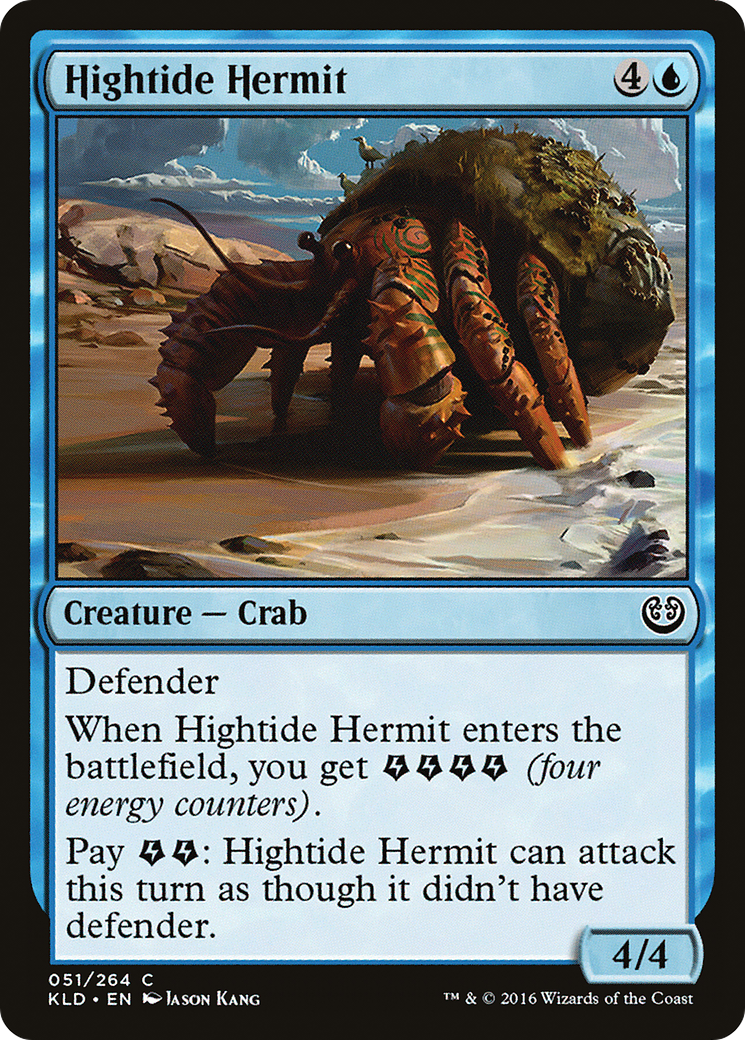 Hightide Hermit 4
Creature — Crab
Defender
When Hightide Hermit enters the
battlefield, you get (four
energy counters).
Pay : Hightide Hermit can attack
this turn as though it didn't have
defender.
4/4
051/264 C
KLD • EN Jason Kang
™ & © 2016 Wizards of the Coast